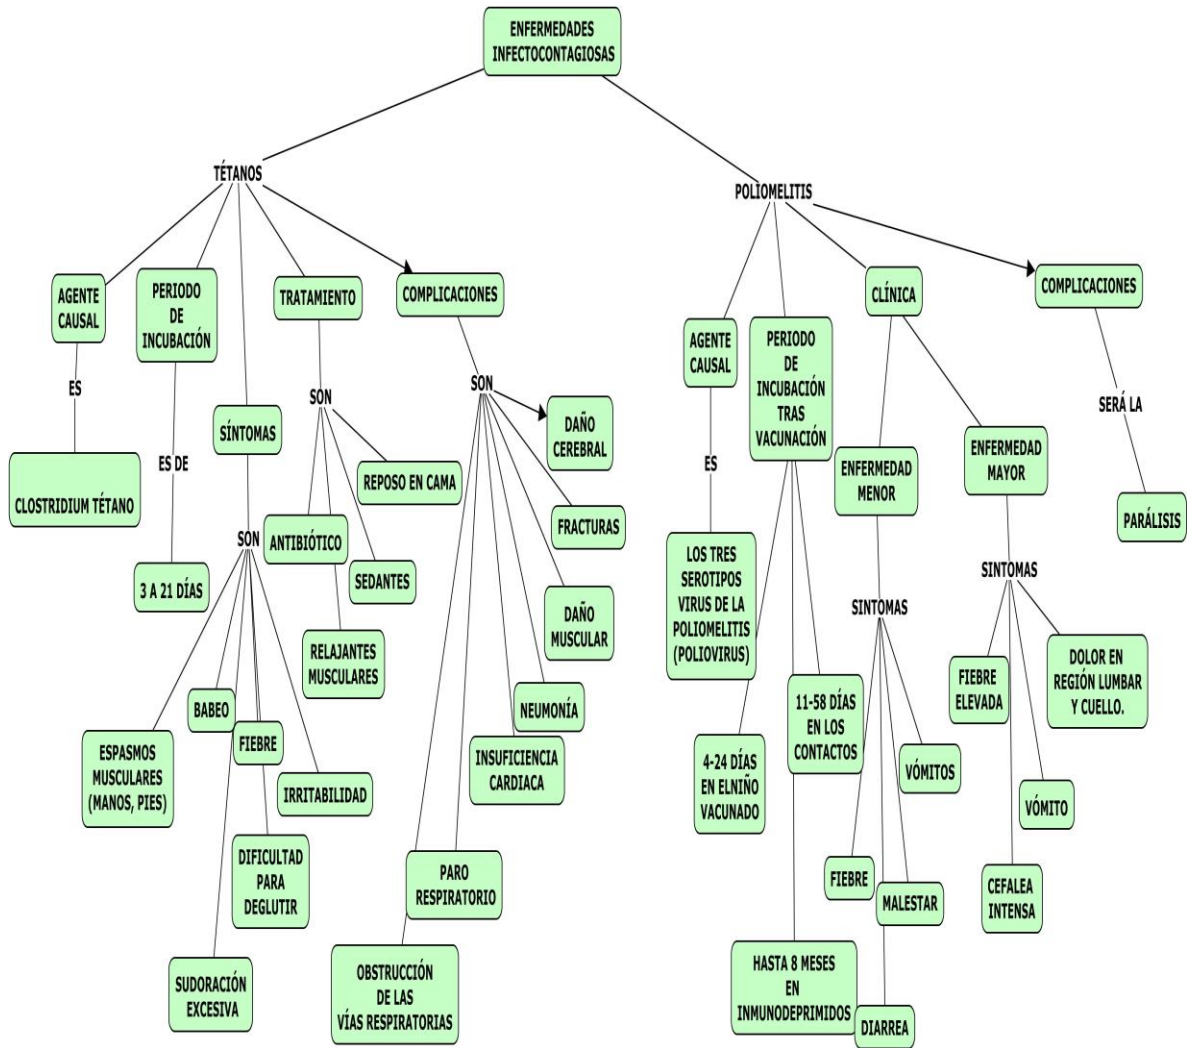 ENFERMEDADES
INFECTOCONTAGIOSAS
TÉTANOS
AGENTE
CAUSAL
ES
CLOSTRIDIUM TÉTANO
PERIODO
DE
INCUBACIÓN
ES DE
3 A 21 DÍAS
SÍNTOMAS
SON
ESPASMOS
MUSCULARES
(MANOS, PIES)
BABEO
SUDORACIÓN
EXCESIVA
FIEBRE
DIFICULTAD
PARA
DEGLUTIR
IRRITABILIDAD
TRATAMIENTO
SON
ANTIBIÓTICO
RELAJANTES
MUSCULARES
SEDANTES
REPOSO EN CAMA
COMPLICACIONES
SON
OBSTRUCCIÓN
DE LAS
VÍAS RESPIRATORIAS
PARO
RESPIRATORIO
INSUFICIENCIA
CARDIACA
NEUMONÍA
DAÑO
MUSCULAR
FRACTURAS
DAÑO
CEREBRAL
POLIOMELITIS
AGENTE
CAUSAL
ES
LOS TRES
SEROTIPOS
VIRUS DE LA
POLIOMELITIS
(POLIOVIRUS)
PERIODO
DE
INCUBACIÓN
TRAS
VACUNACIÓN
4-24 DÍAS
EN ELNIÑO
VACUNADO
HASTA 8 MESES
EN
INMUNODEPRIMIDOS
11-58 DÍAS
EN LOS
CONTACTOS
CLÍNICA
ENFERMEDAD
MENOR
SINTOMAS
FIEBRE
DIARREA
MALESTAR
VÓMITOS
ENFERMEDAD
MAYOR
SINTOMAS
FIEBRE
ELEVADA
CEFALEA
INTENSA
VÓMITO
DOLOR EN
REGIÓN LUMBAR
Y CUELLO.
COMPLICACIONES
SERÁ LA
PARÁLISIS